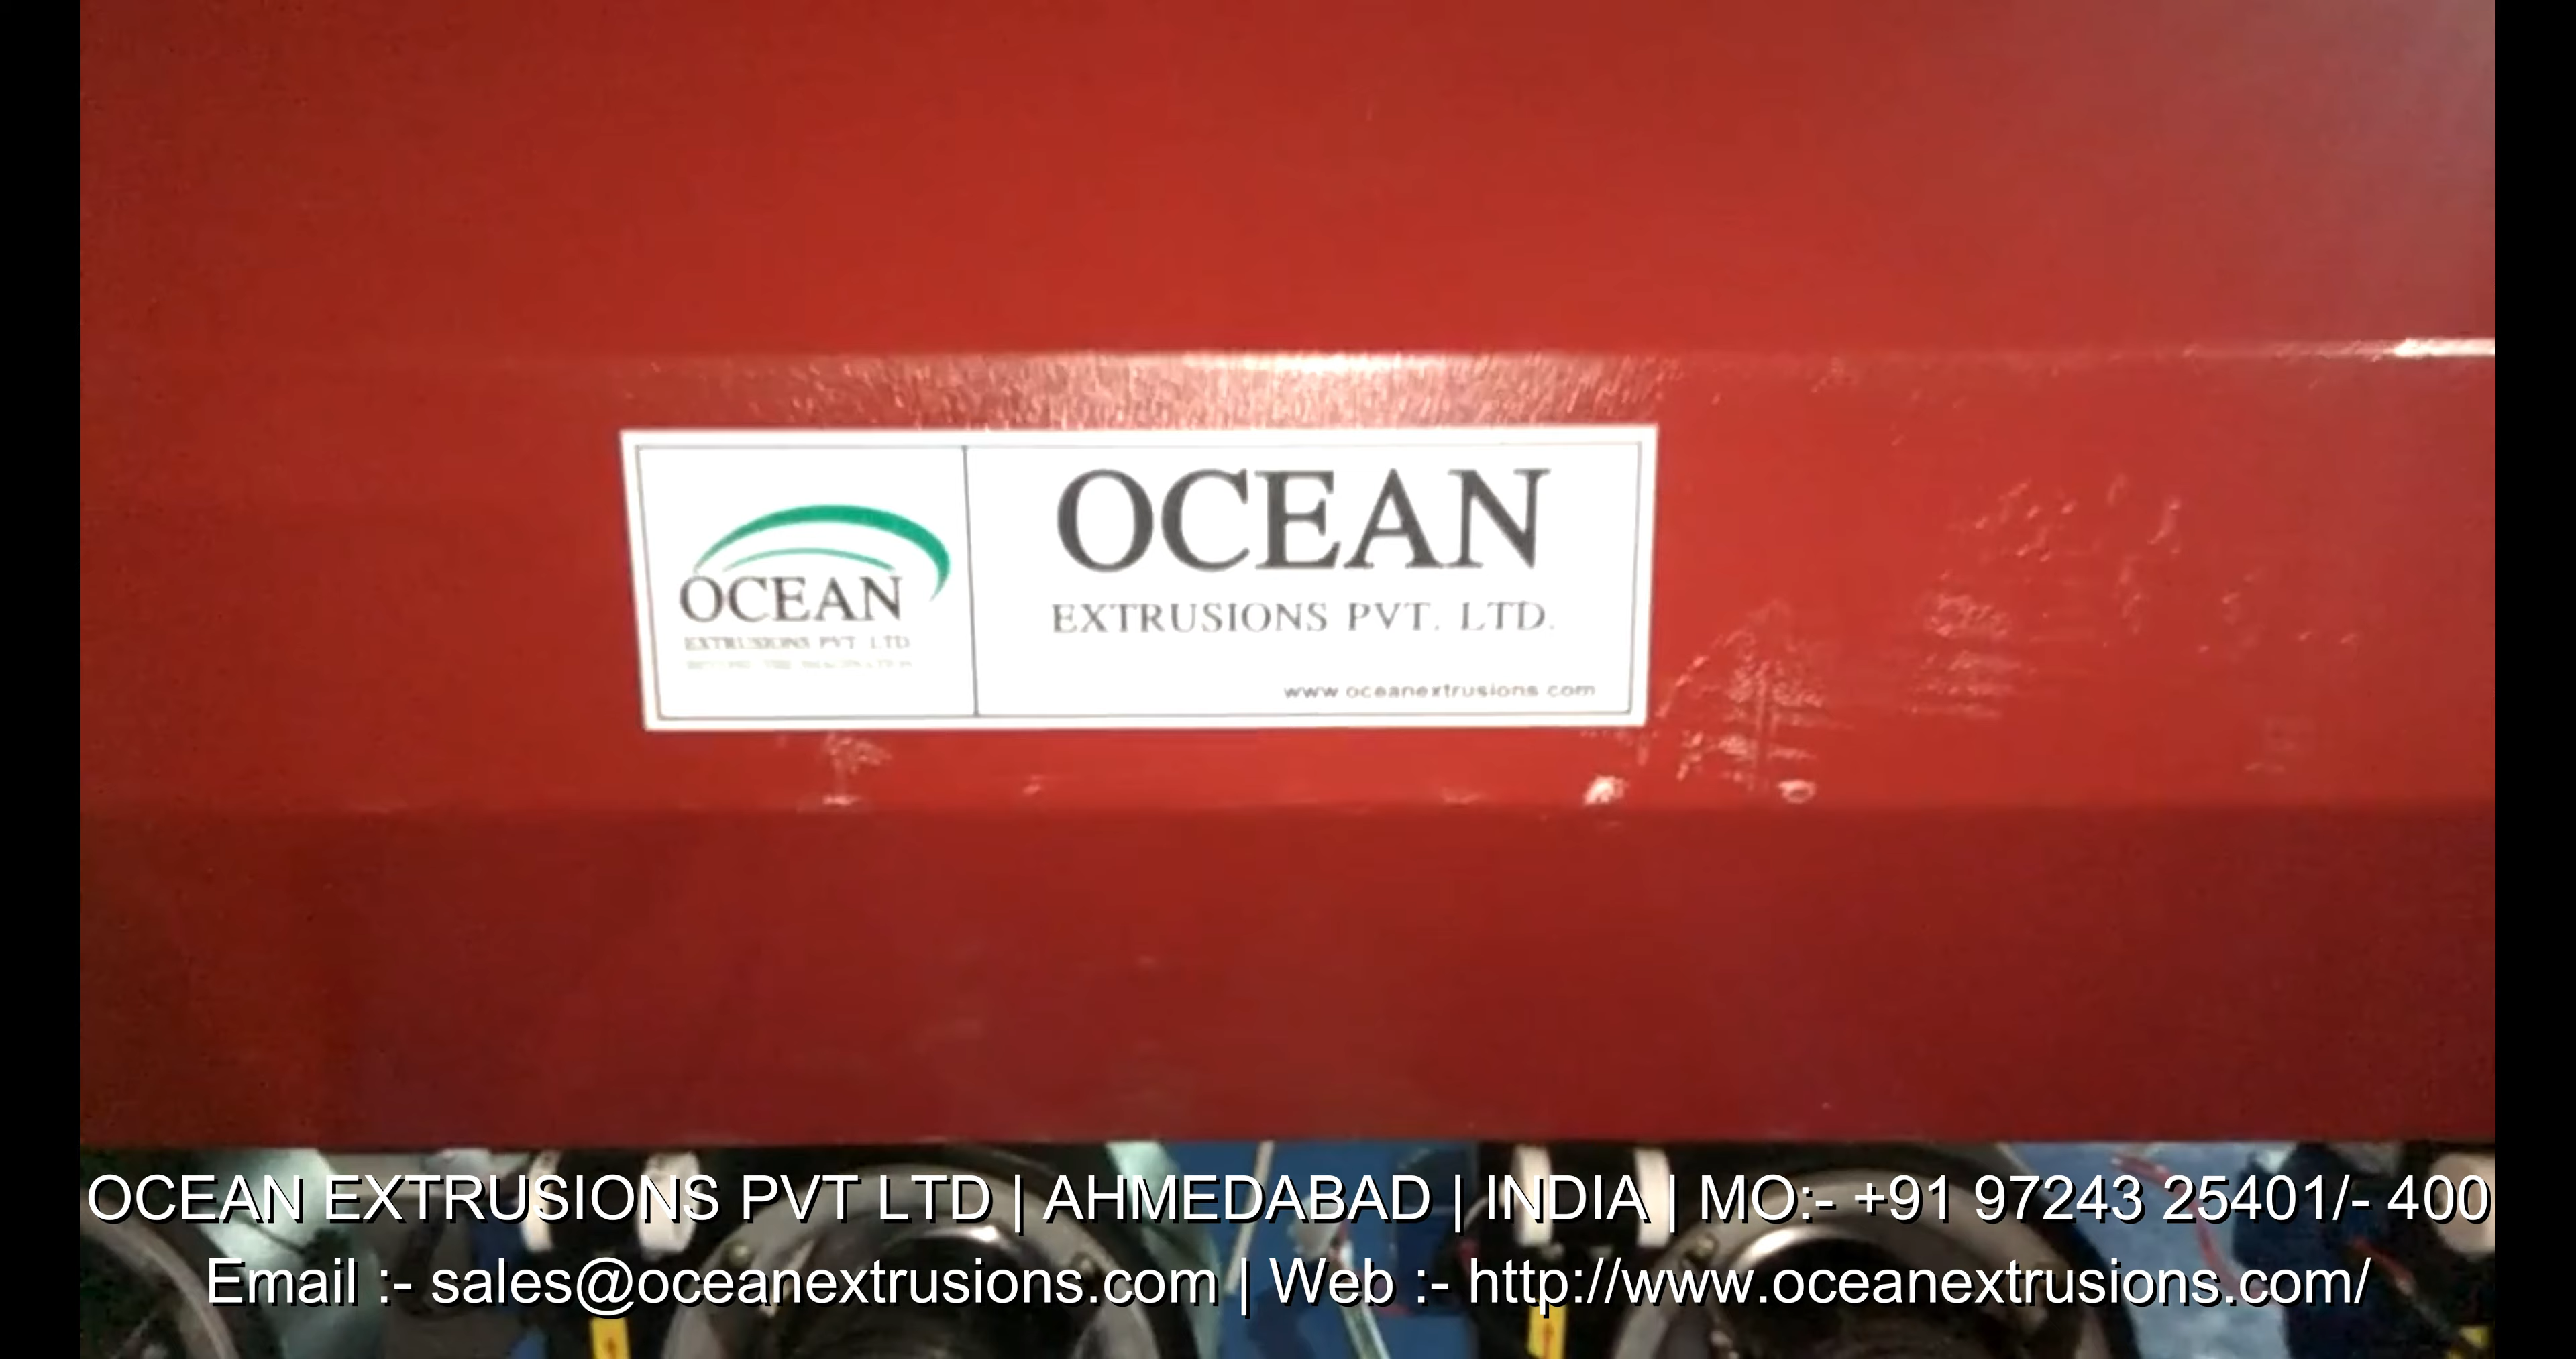 OCEAN
EXTRUSIONS PVT. LTD
OCEAN
EXTRUSIONS PVT. LTD.
www.oceanextrusions.com
OCEAN EXTRUSIONS PVT LTD | AHMEDABAD | INDIA | MO:- +91 97243 25401/- 400
Email :- sales@oceanextrusions.com | Web :- http://www.oceanextrusions.com/